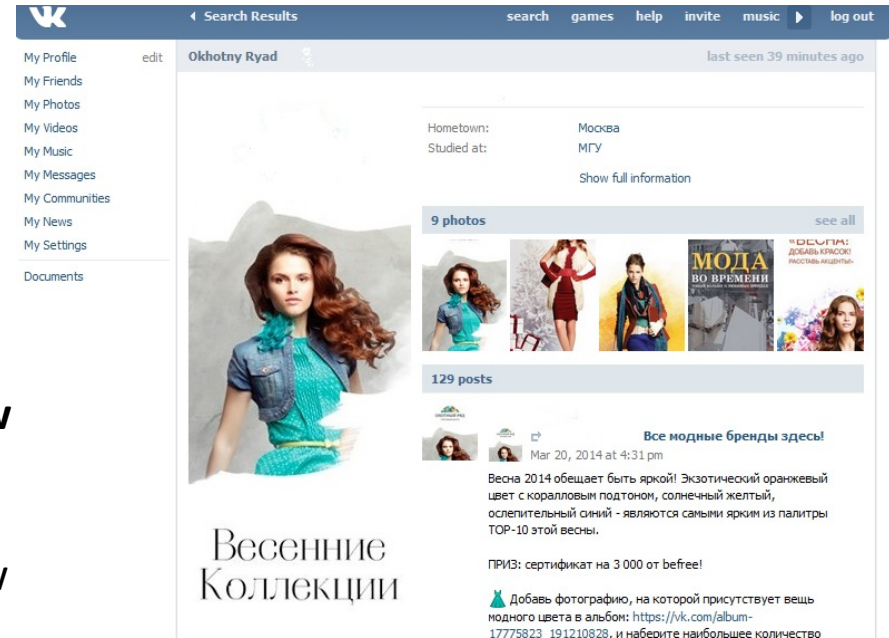 Search Results
search games help invite music log out
My Profile edit
My Friends
My Photos
My Videos
My Music
My Messages
My Communities
My News
My Settings
Documents
Okhotny Ryad
last seen 39 minutes ago
Hometown: Москва
Studied at: МГУ
Show full information
9 photos see all
МОДА
ВО ВРЕМЕНИ
«ВЕСНА:
ДОБАВЬ КРАСОК!
РАССТАВЬ АКЦЕНТЫ!»
129 posts
Все модные бренды здесь!
Mar 20, 2014 at 4:31 pm
Весна 2014 обещает быть яркой! Экзотический оранжевый
цвет с коралловым подтоном, солнечный желтый,
ослепительный синий - являются самыми ярким из палитры
TOP-10 этой весны.
ПРИЗ: сертификат на 3 000 от befree!
Добавь фотографию, на которой присутствует вещь
модного цвета в альбом: https://vk.com/album-
17775823_191210828, и наберите наибольшее количество
Весенние
Коллекции